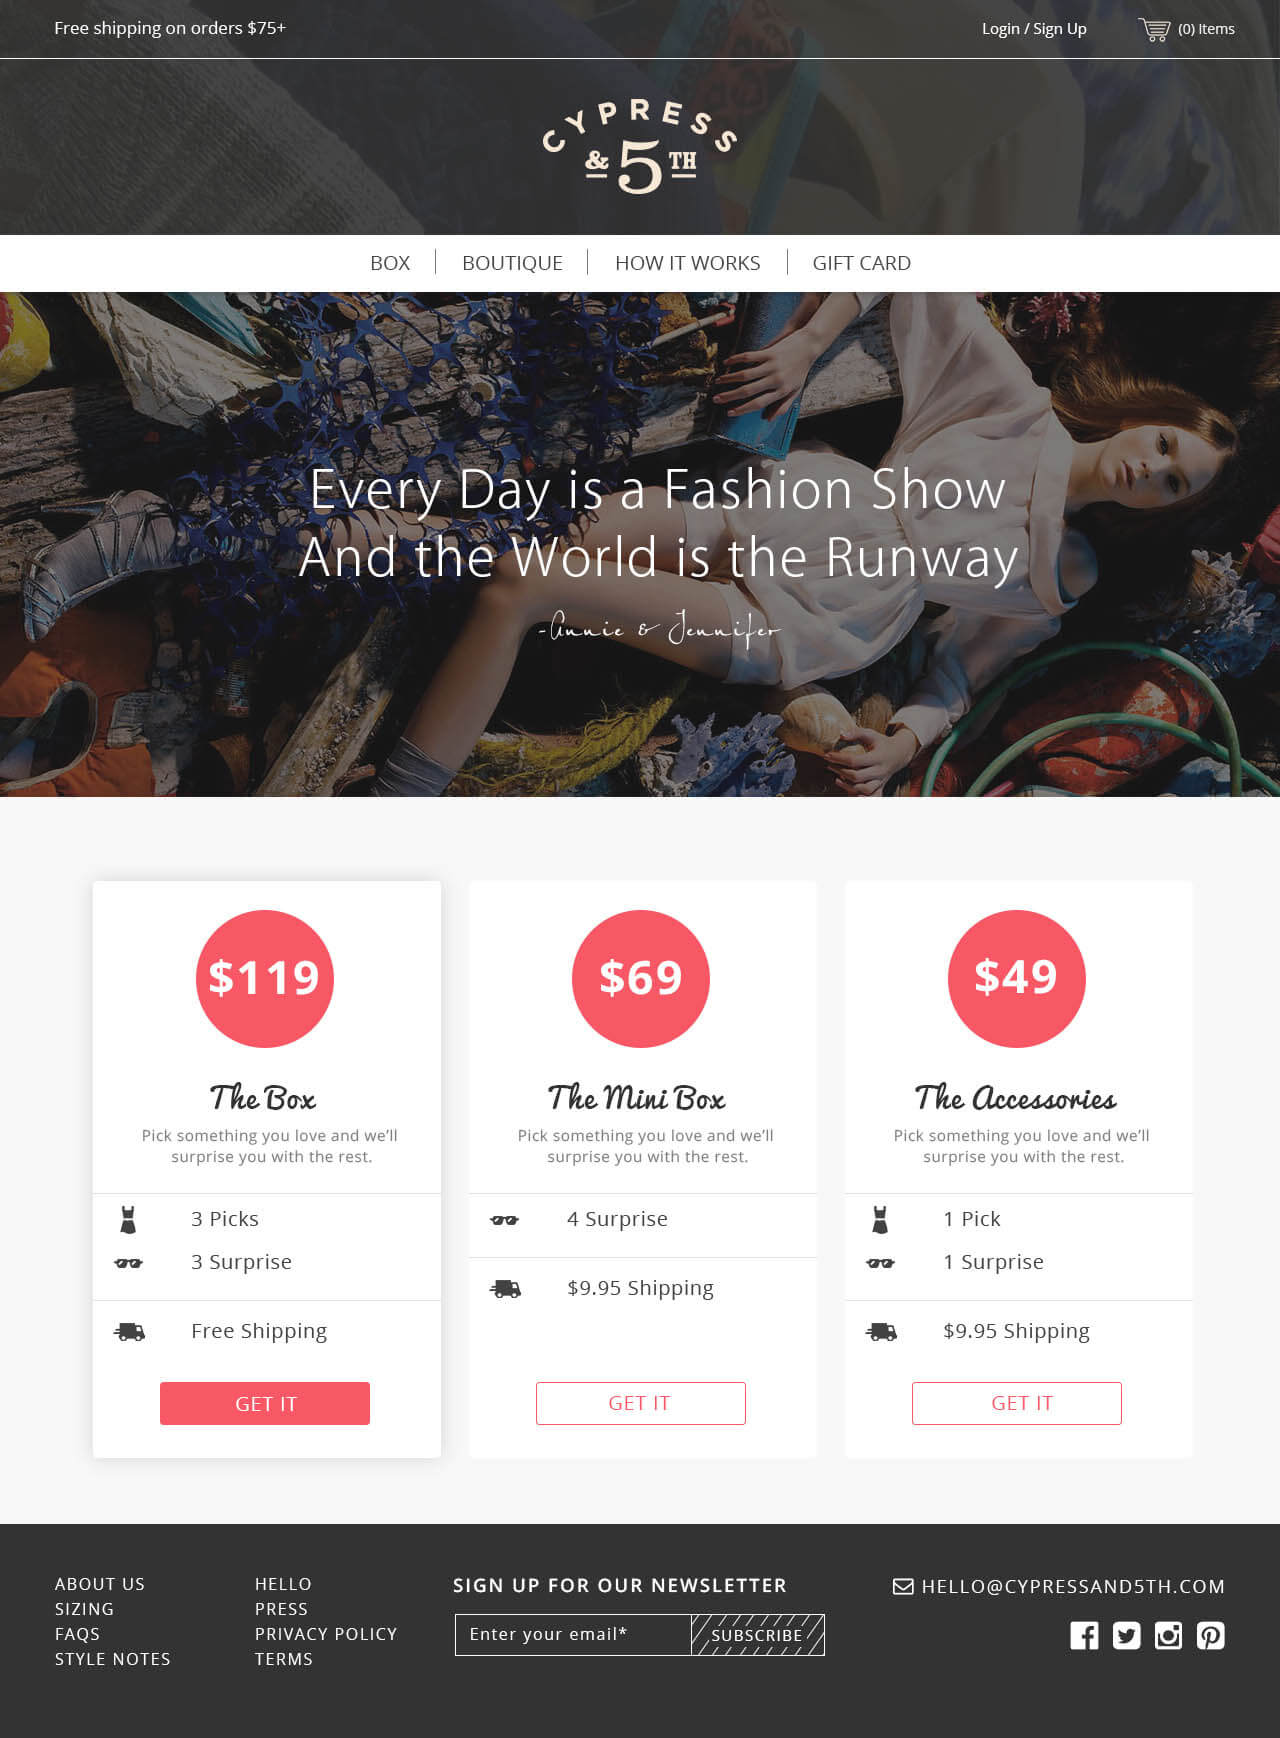 Free shipping on orders $75+
Login / Sign Up
(0) Items
CYPRESS
& 5TH
BOX
BOUTIQUE
HOW IT WORKS
GIFT CARD
Every Day is a Fashion Show
And the World is the Runway
-Annie & Jennifer
$119
The Box
Pick something you love and we'll
surprise you with the rest.
3 Picks
3 Surprise
Free Shipping
GET IT
$69
The Mini Box
Pick something you love and we'll
surprise you with the rest.
4 Surprise
$9.95 Shipping
GET IT
$49
The Accessories
Pick something you love and we'll
surprise you with the rest.
1 Pick
1 Surprise
$9.95 Shipping
GET IT
ABOUT US
SIZING
FAQS
STYLE NOTES
HELLO
PRESS
PRIVACY POLICY
TERMS
SIGN UP FOR OUR NEWSLETTER
Enter your email*
SUBSCRIBE
HELLO@CYPRESSAND5TH.COM